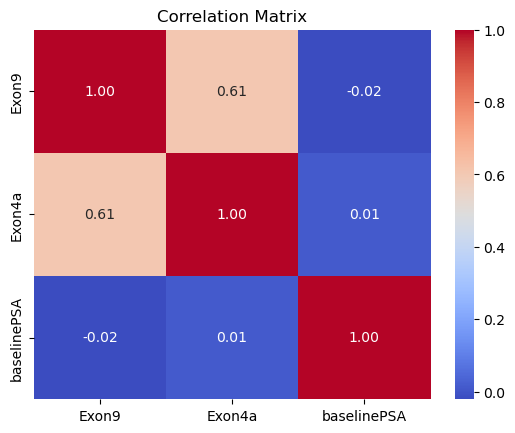 Correlation Matrix
Exon9
1.00
0.61
-0.02
Exon4a
0.61
1.00
0.01
baselinePSA
-0.02
0.01
1.00
Exon9
Exon4a
baselinePSA
1.0
0.8
0.6
0.4
0.2
0.0